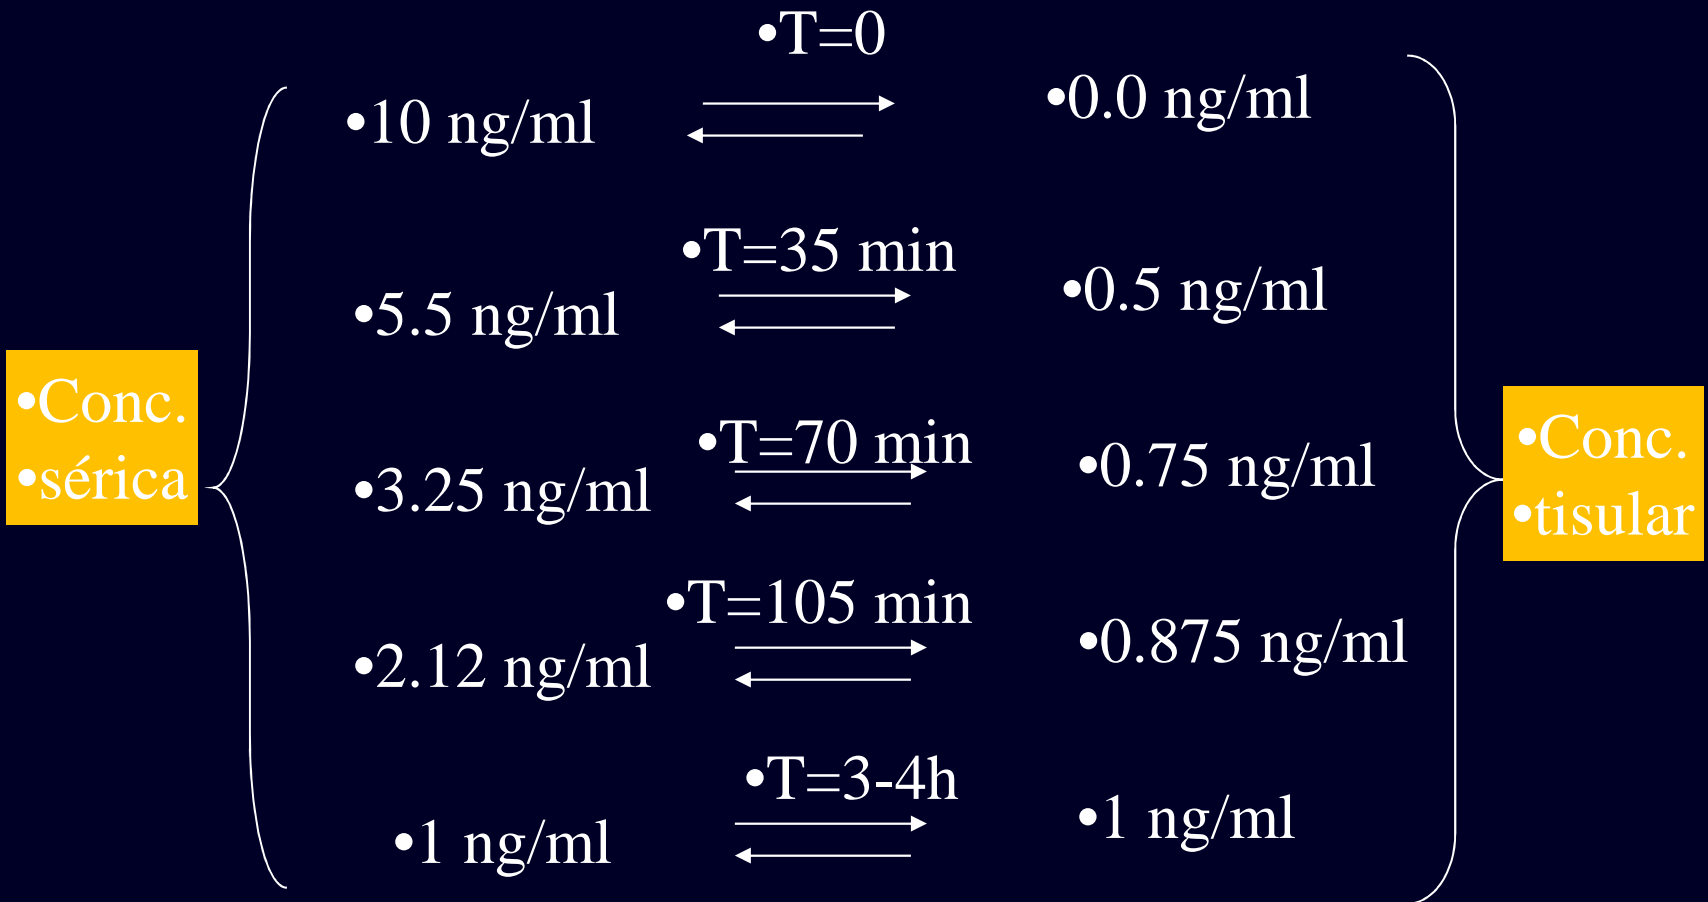 •T=0
•10 ng/ml
•0.0 ng/ml
•T=35 min
•5.5 ng/ml
•0.5 ng/ml
•Conc.
•sérica
•T=70 min
•3.25 ng/ml
•0.75 ng/ml
•Conc.
•tisular
•T=105 min
•2.12 ng/ml
•0.875 ng/ml
•T=3-4h
•1 ng/ml
•1 ng/ml